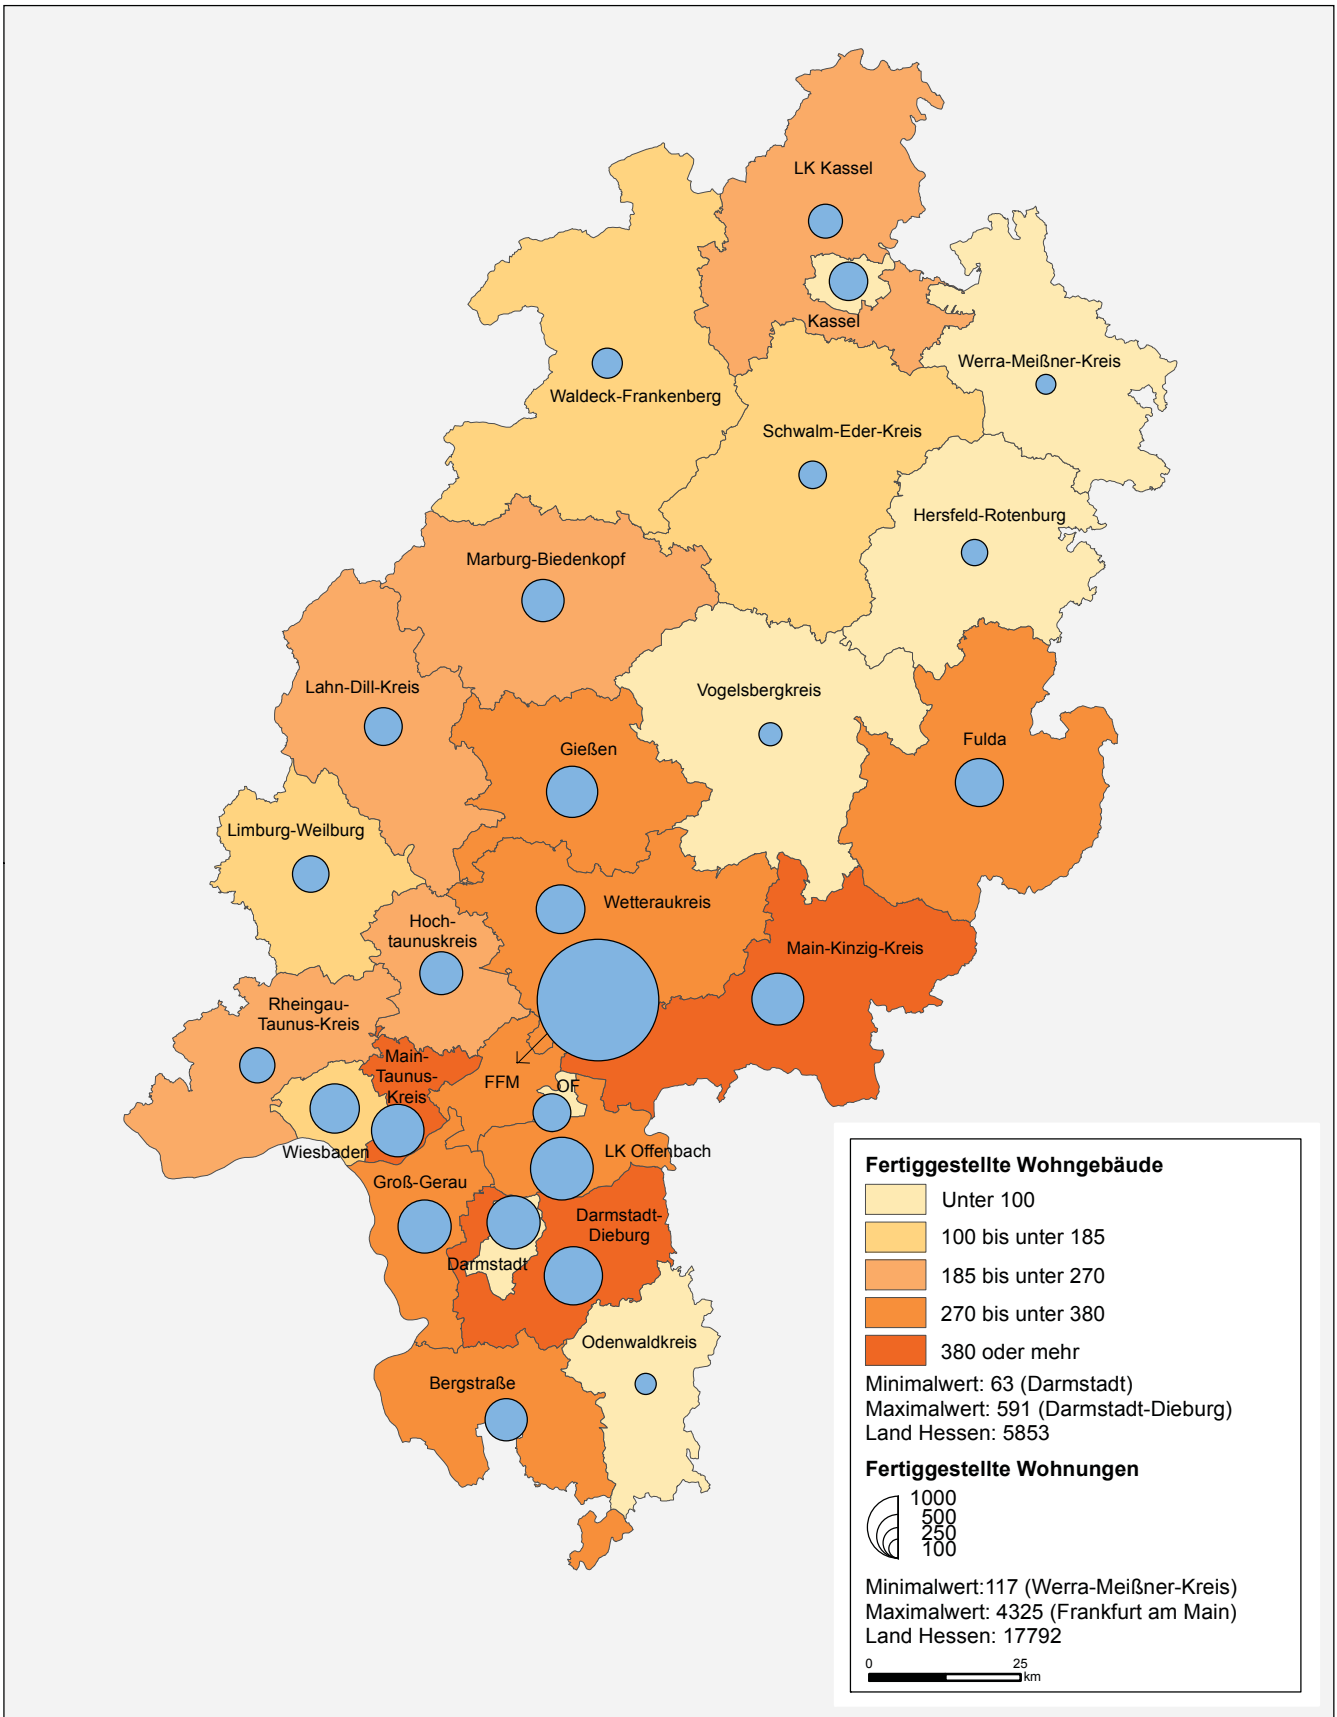 LK Kassel
Kassel
Werra-Meißner-Kreis
Waldeck-Frankenberg
Schwalm-Eder-Kreis
Hersfeld-Rotenburg
Marburg-Biedenkopf
Lahn-Dill-Kreis
Vogelsbergkreis
Gießen
Fulda
Limburg-Weilburg
Wetteraukreis
Hoch-
taunuskreis
Main-Kinzig-Kreis
Rheingau-
Taunus-Kreis
Main-
Taunus-
Kreis
FFM
OF
Wiesbaden
LK Offenbach
Groß-Gerau
Darmstadt-
Dieburg
Darmstadt
Odenwaldkreis
Bergstraße
Fertiggestellte Wohngebäude
Unter 100
100 bis unter 185
185 bis unter 270
270 bis unter 380
380 oder mehr
Minimalwert: 63 (Darmstadt)
Maximalwert: 591 (Darmstadt-Dieburg)
Land Hessen: 5853
Fertiggestellte Wohnungen
1000
500
250
100
Minimalwert:117 (Werra-Meißner-Kreis)
Maximalwert: 4325 (Frankfurt am Main)
Land Hessen: 17792
0 25
km